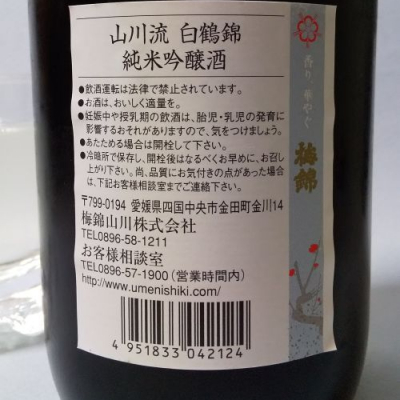 山川流 白鶴錦
純米吟醸酒
●飲酒運転は法律で禁止されています。
●お酒は、おいしく適量を。
●妊娠中や授乳期の飲酒は、胎児・乳児の発育に
影響するおそれがありますので、気をつけましょう。
●あたためる場合は開栓して下さい。
●冷暗所で保存し、開栓後はなるべくお早めに、お召し
上がり下さい。尚、品質にお気付きの点があった場合
は、下記お客様相談室までご連絡下さい。
〒799-0194 愛媛県四国中央市金田町金川14
梅錦山川株式会社
TEL0896-58-1211
お客様相談室
TEL0896-57-1900（営業時間内）
http://www.umenishiki.com/
4 951833 042124
香り 華やぐ
梅錦